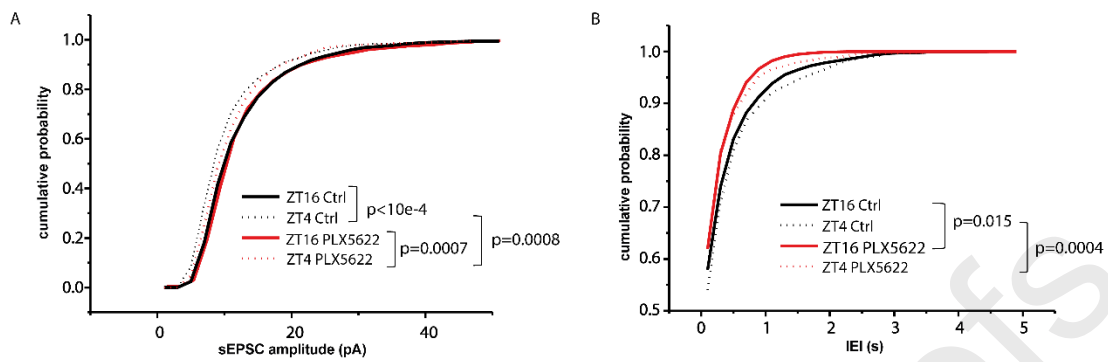 A
cumulative probability
1.0
0.8
0.6
0.4
0.2
0.0
0
20
40
sEPSC amplitude (pA)
ZT16 Ctrl
ZT4 Ctrl
ZT16 PLX5622
ZT4 PLX5622
p<10e-4
p=0.0007
p=0.0008
B
cumulative probability
1.0
0.9
0.8
0.7
0.6
0.5
0
1
2
3
4
5
IEI (s)
ZT16 Ctrl
ZT4 Ctrl
ZT16 PLX5622
ZT4 PLX5622
p=0.015
p=0.0004